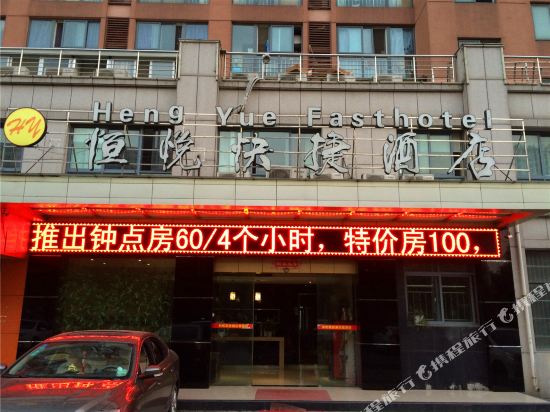 Heng Yue Fasthotel
HY
恒悦快捷酒店
推出钟点房60/4个小时，特价房100，
携程旅行